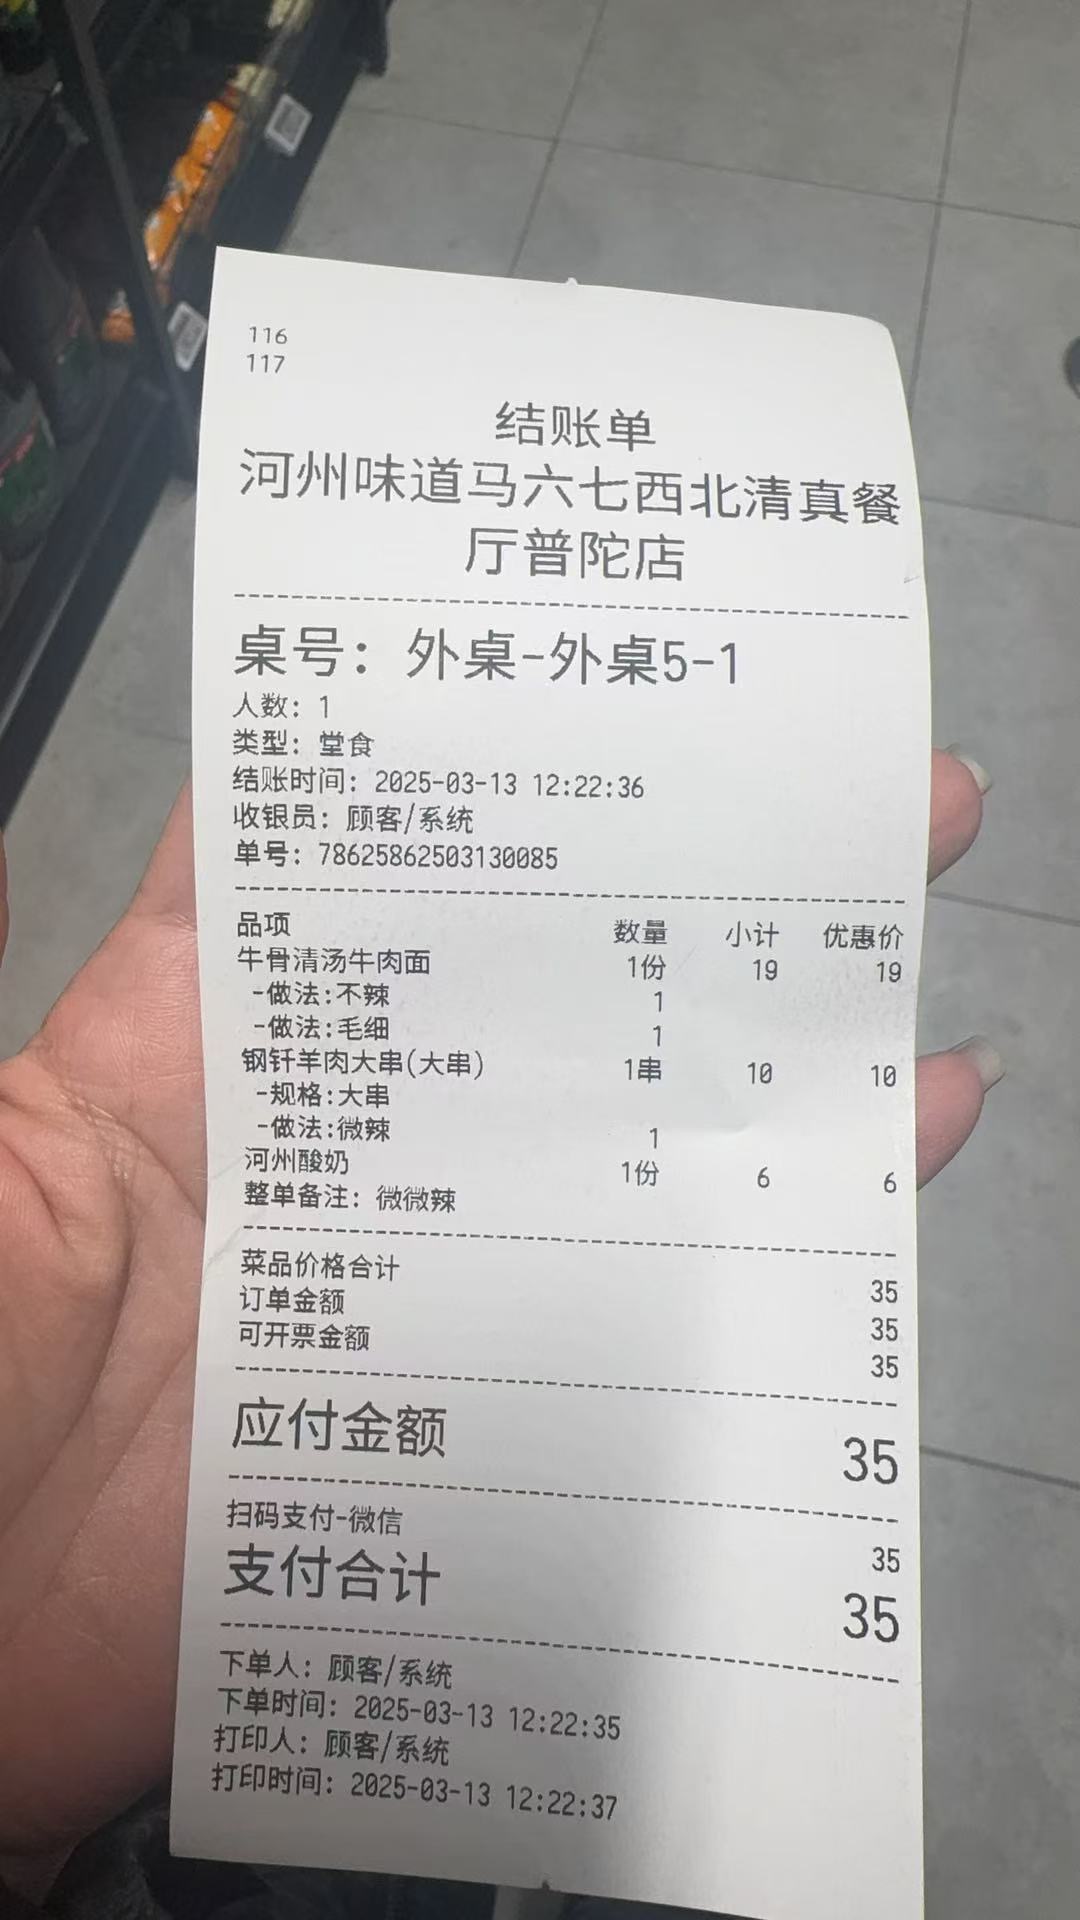 116
117
结账单
河州味道马六七西北清真餐
厅普陀店
桌号：外桌-外桌5-1
人数：1
类型：堂食
结账时间：2025-03-13 12:22:36
收银员：顾客/系统
单号：78625862503130085
品项 数量 小计 优惠价
牛骨清汤牛肉面 1份 19 19
-做法:不辣 1
-做法:毛细 1
钢钎羊肉大串(大串) 1串 10 10
-规格:大串
-做法:微辣 1
河州酸奶 1份 6 6
整单备注：微微辣
菜品价格合计 35
订单金额 35
可开票金额 35
应付金额 35
扫码支付-微信 35
支付合计 35
下单人：顾客/系统
下单时间：2025-03-13 12:22:35
打印人：顾客/系统
打印时间：2025-03-13 12:22:37